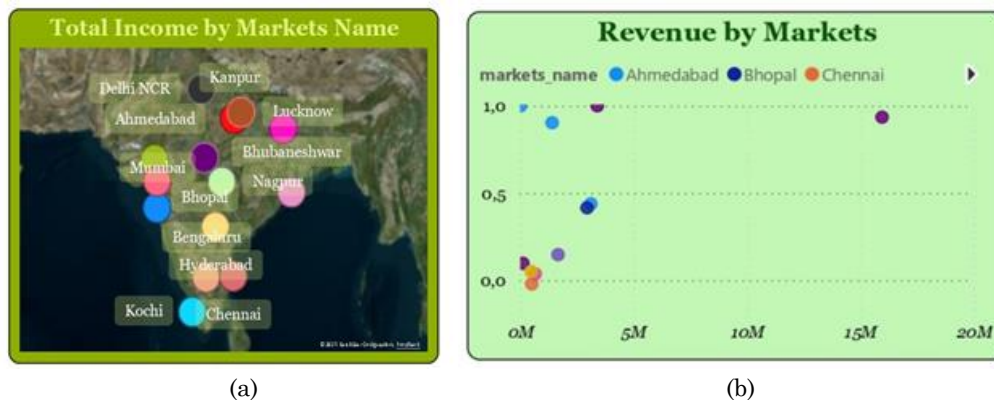 Total Income by Markets Name
Kanpur
Delhi NCR
Ahmedabad
Lucknow
Bhubaneshwar
Mumbai
Nagpur
Bhopal
Bengaluru
Hyderabad
Kochi
Chennai
(a)
Revenue by Markets
markets_name Ahmedabad Bhopal Chennai
1,0
0,5
0,0
0M 5M 10M 15M 20M
(b)